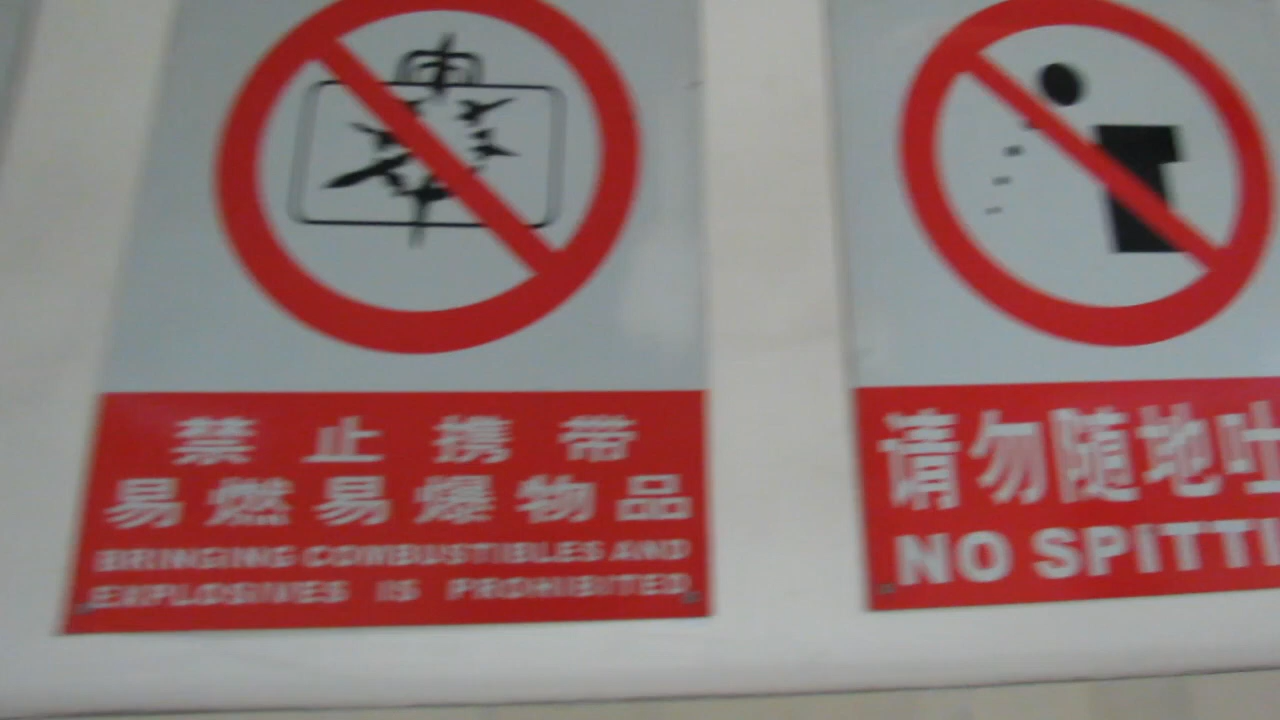 禁止携带
易燃易爆物品
BRINGING COMBUSTIBLES AND
EXPLOSIVES IS PROHIBITED
请勿随地吐
NO SPITTI